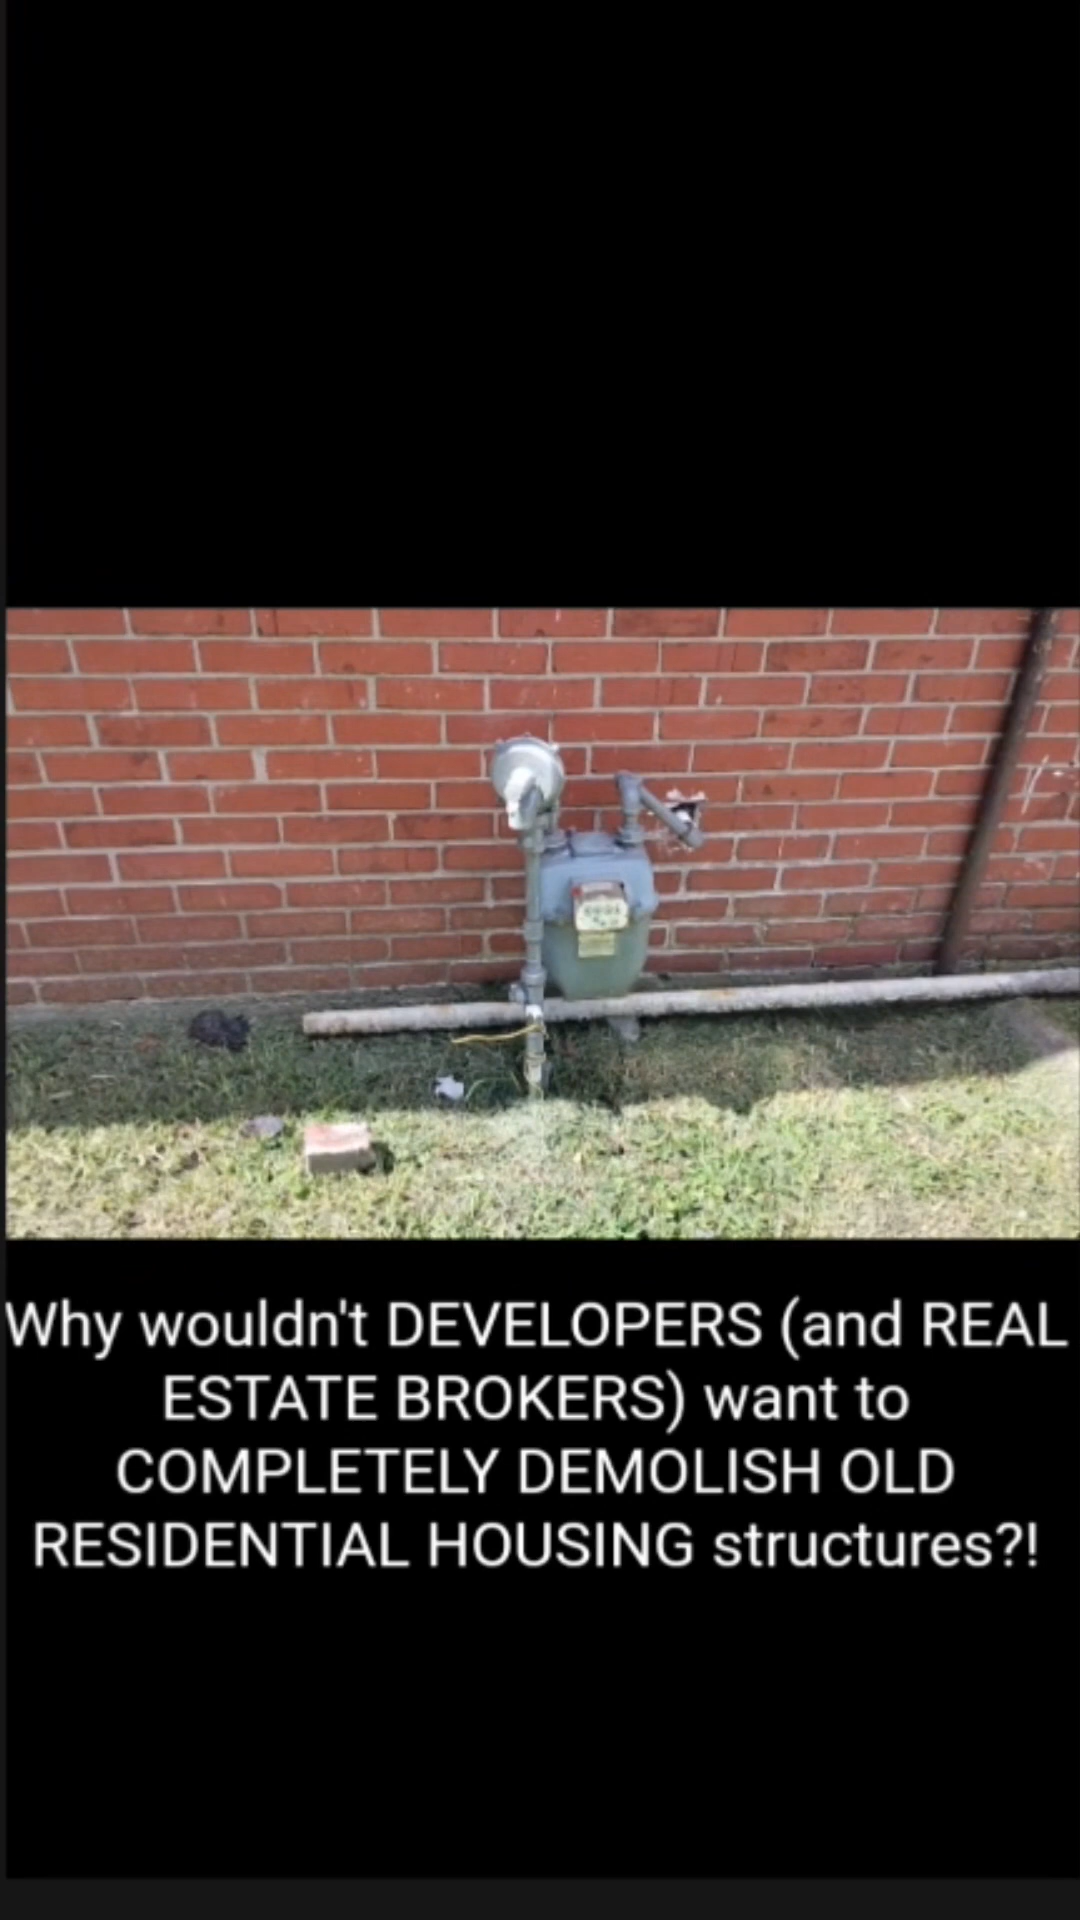 Why wouldn't DEVELOPERS (and REAL
ESTATE BROKERS) want to
COMPLETELY DEMOLISH OLD
RESIDENTIAL HOUSING structures?!